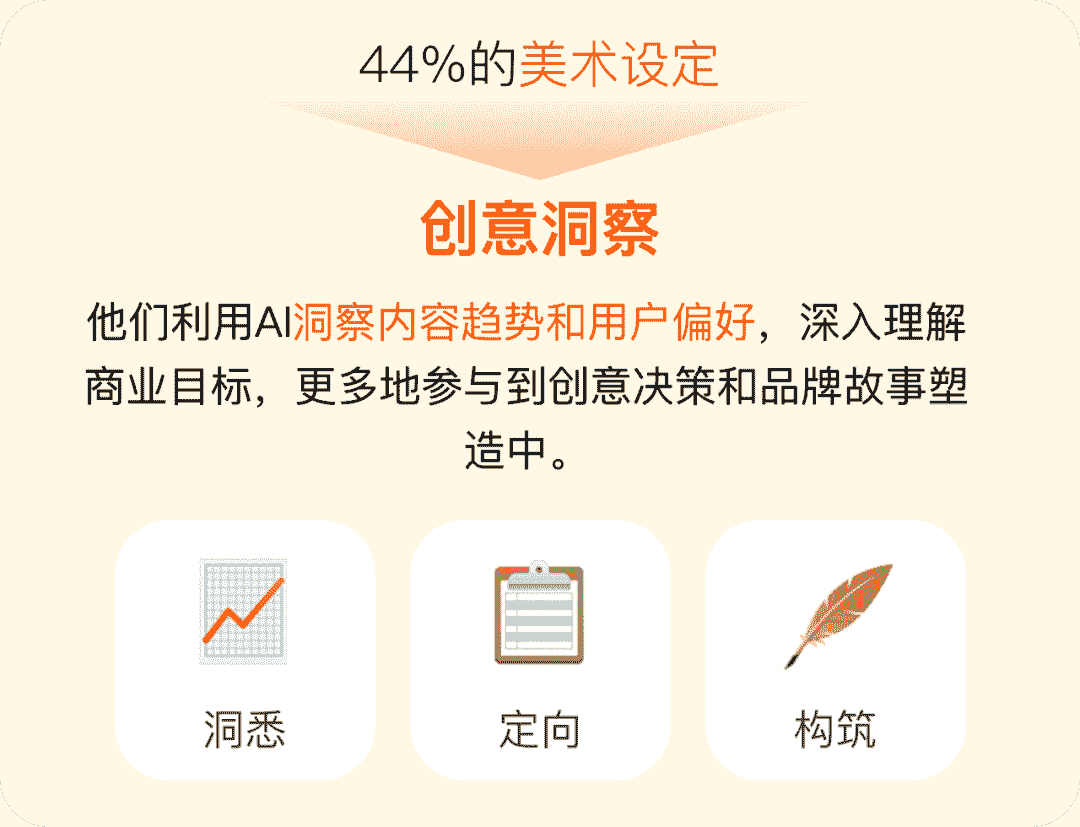 44%的美术设定
创意洞察
他们利用AI洞察内容趋势和用户偏好，深入理解
商业目标，更多地参与到创意决策和品牌故事塑
造中。
洞悉
定向
构筑